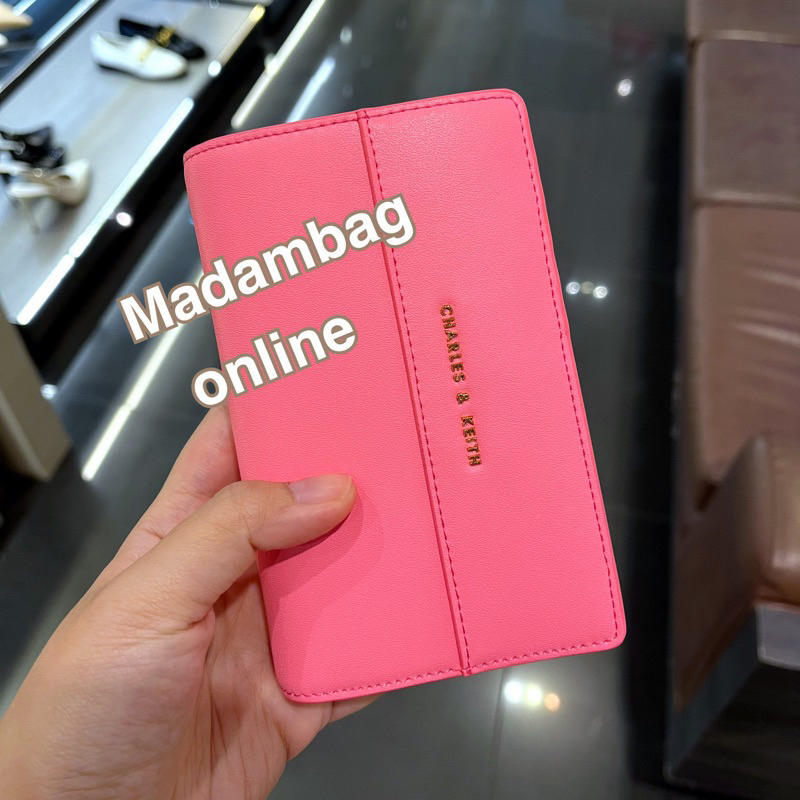 Madambag
online
CHARLES & KEITH